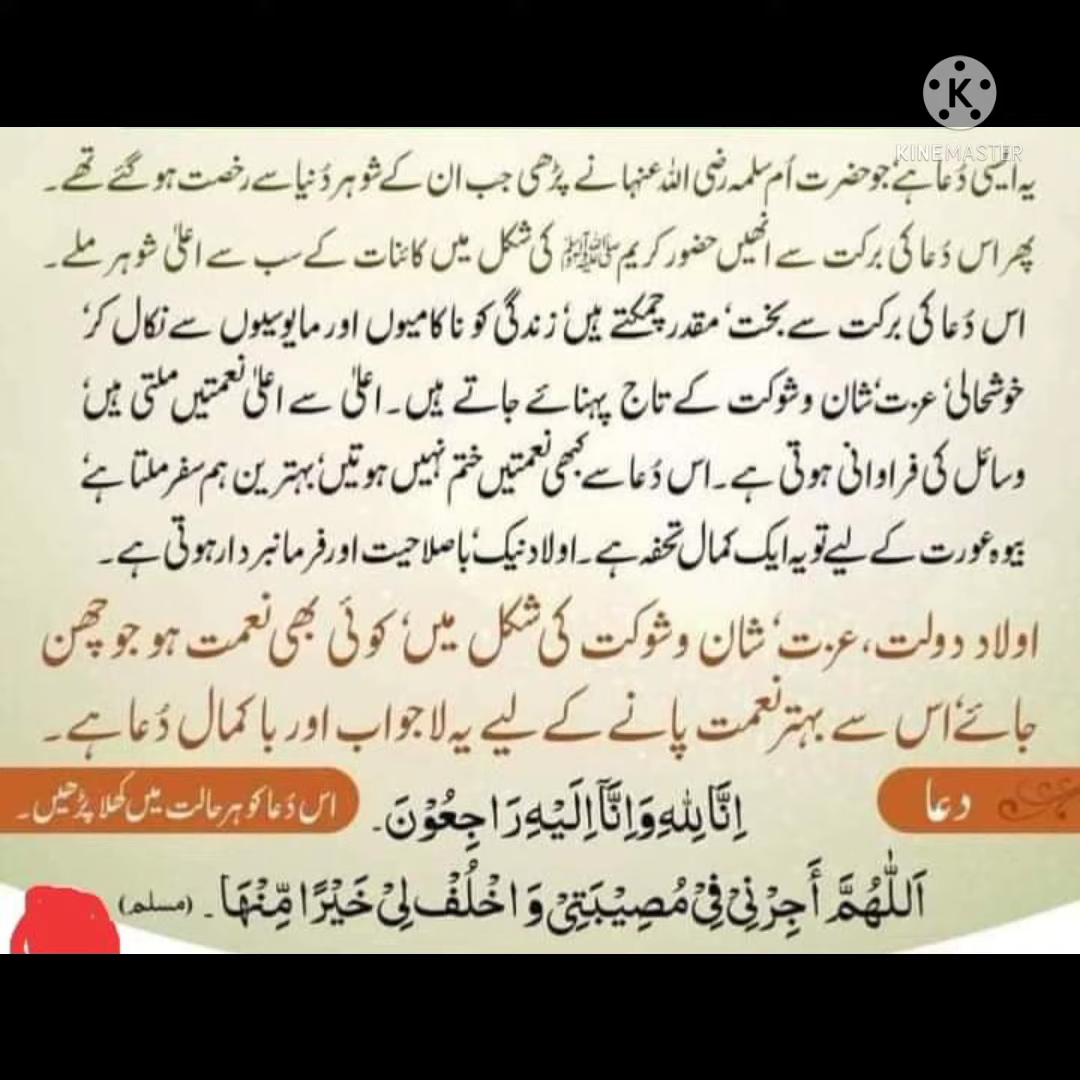 K
KINEMASTER
یہ ایسی دُعا ہے جو حضرت اُم سلمہ رضی اللہ عنہا نے پڑھی جب ان کے شوہر دُنیا سے رخصت ہو گئے تھے۔
پھر اس دُعا کی برکت سے انھیں حضور کریم ﷺ کی شکل میں کائنات کے سب سے اعلیٰ شوہر ملے۔
اس دُعا کی برکت سے بخت‘ مقدر چمکتے ہیں‘ زندگی کو ناکامیوں اور مایوسیوں سے نکال کر‘
خوشحالی‘ عزت‘ شان و شوکت کے تاج پہنائے جاتے ہیں۔ اعلیٰ سے اعلیٰ نعمتیں ملتی ہیں‘
وسائل کی فراوانی ہوتی ہے۔ اس دُعا سے کبھی نعمتیں ختم نہیں ہوتیں‘ بہترین ہم سفر ملتا ہے‘
بیوہ عورت کے لیے تو یہ ایک کمال تحفہ ہے۔ اولاد نیک‘ باصلاحیت اور فرمانبردار ہوتی ہے۔
اولاد دولت، عزت‘ شان و شوکت کی شکل میں‘ کوئی بھی نعمت ہو جو چھن
جائے‘ اس سے بہتر نعمت پانے کے لیے یہ لاجواب اور باکمال دُعا ہے۔
دعا
اِنَّا لِلّٰهِ وَاِنَّآ اِلَيْهِ رَاجِعُوْنَ۔
اس دُعا کو ہر حالت میں کھلا پڑھیں۔
اَللّٰهُمَّ أَجِرْنِيْ فِيْ مُصِيْبَتِيْ وَاخْلُفْ لِيْ خَيْرًا مِّنْهَا۔ (مسلم)